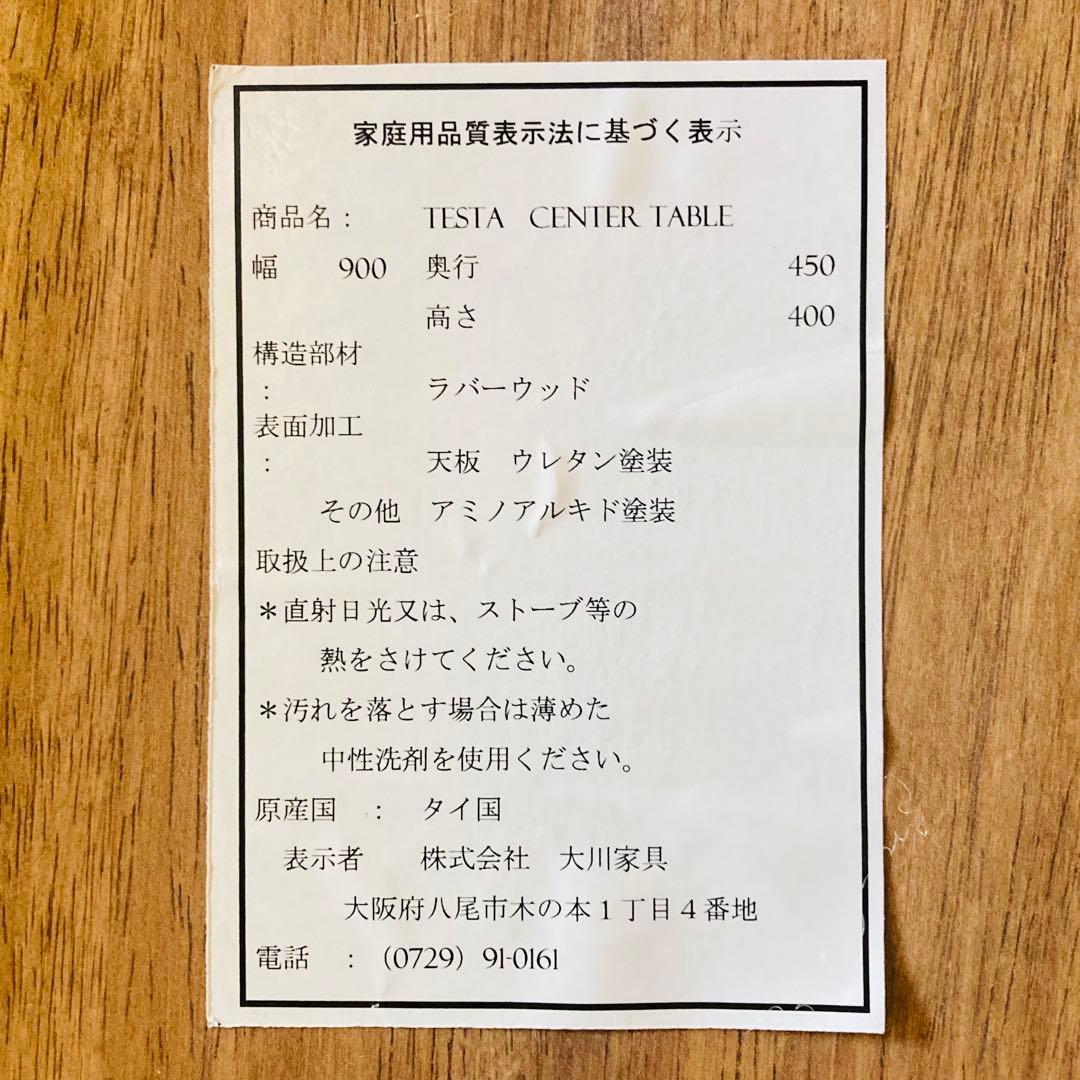 家庭用品質表示法に基づく表示
商品名： TESTA CENTER TABLE
幅 900 奥行 450
高さ 400
構造部材
： ラバーウッド
表面加工
： 天板 ウレタン塗装
その他 アミノアルキド塗装
取扱上の注意
＊直射日光又は、ストーブ等の
熱をさけてください。
＊汚れを落とす場合は薄めた
中性洗剤を使用ください。
原産国 ： タイ国
表示者 株式会社 大川家具
大阪府八尾市木の本１丁目４番地
電話 ：（0729）91-0161